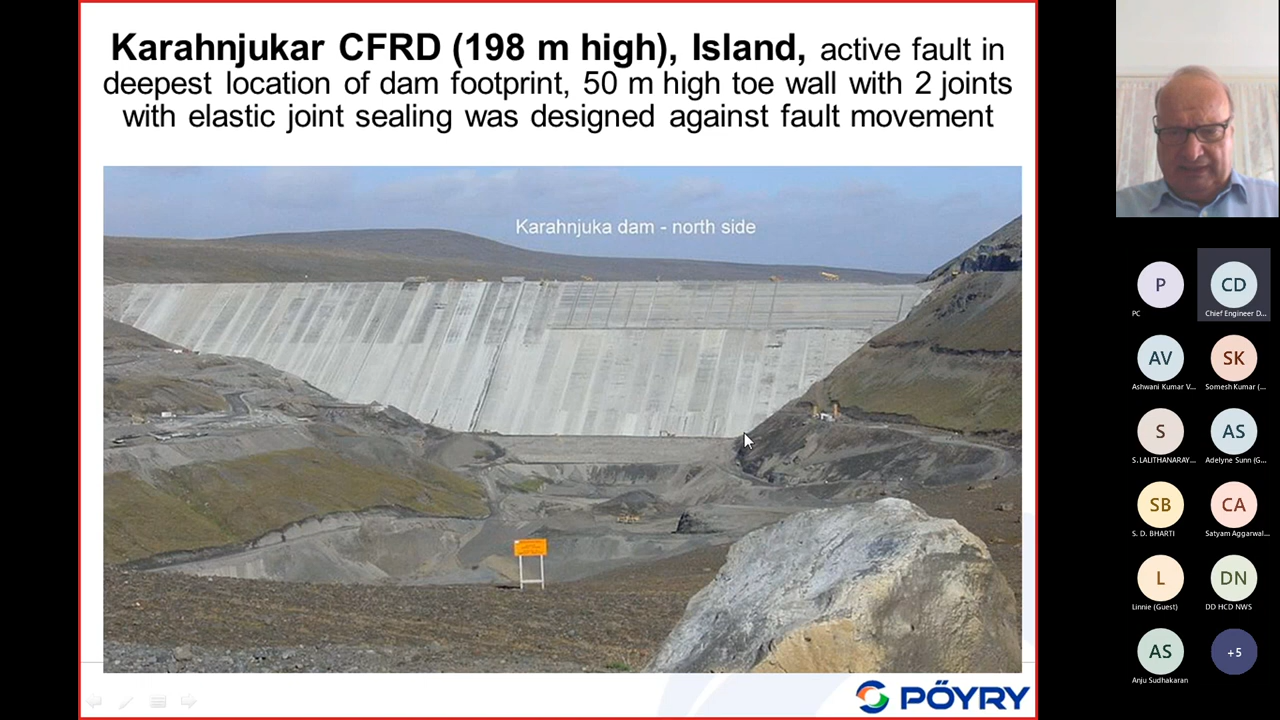 Karahnjukar CFRD (198 m high), Island, active fault in
deepest location of dam footprint, 50 m high toe wall with 2 joints
with elastic joint sealing was designed against fault movement
Karahnjuka dam - north side
PÖYRY
P
CD
PC
Chief Engineer D...
AV
SK
Ashwani Kumar V...
Somesh Kumar (...
S
AS
S. LALITHANARAY...
Adelyne Sunn (G...
SB
CA
S. D. BHARTI
Satyam Aggarwal...
L
DN
Linnie (Guest)
DD HCD NWS
AS
+5
Anju Sudhakaran